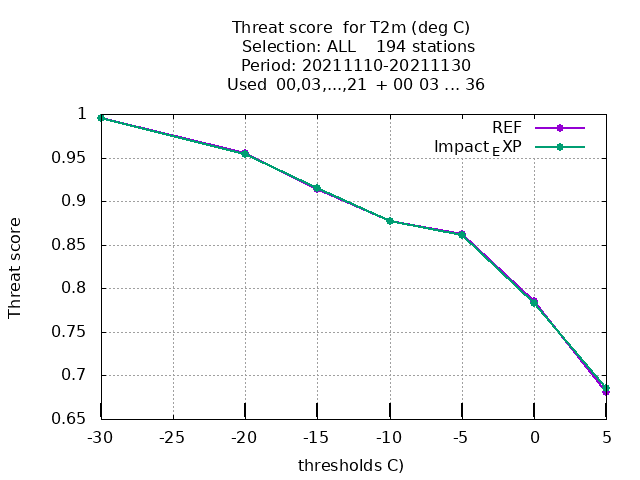 Threat score  for T2m (deg C)
Selection: ALL    194 stations
Period: 20211110-20211130
Used  00,03,...,21  + 00 03 ... 36
REF
Impact_EXP
1
0.95
0.9
0.85
0.8
0.75
0.7
0.65
Threat score
-30
-25
-20
-15
-10
-5
0
5
thresholds C)